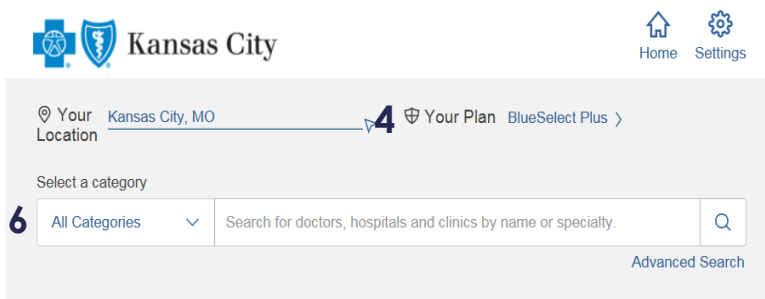 Kansas City
Home Settings
Your Location Kansas City, MO 4 Your Plan BlueSelect Plus
Select a category
6 All Categories Search for doctors, hospitals and clinics by name or specialty.
Advanced Search